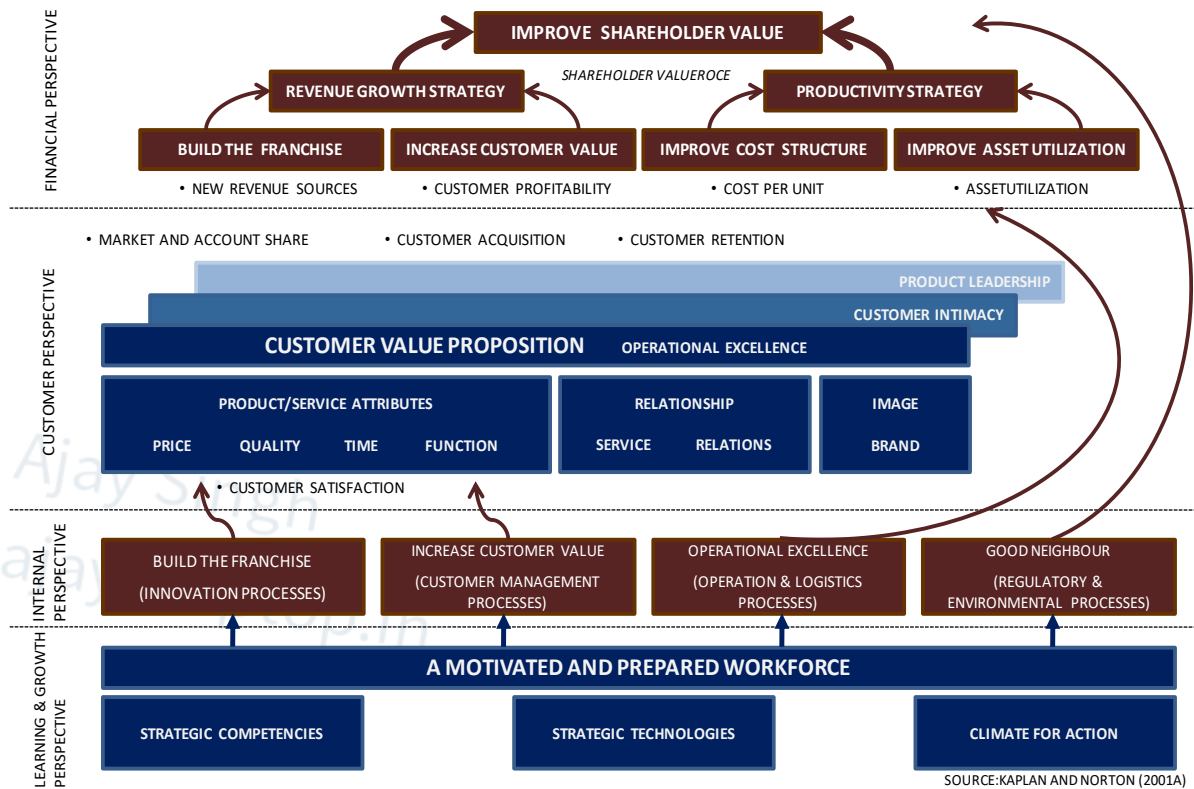 FINANCIAL PERSPECTIVE
IMPROVE SHAREHOLDER VALUE
SHAREHOLDER VALUEROCE
REVENUE GROWTH STRATEGY
PRODUCTIVITY STRATEGY
BUILD THE FRANCHISE
INCREASE CUSTOMER VALUE
IMPROVE COST STRUCTURE
IMPROVE ASSET UTILIZATION
• NEW REVENUE SOURCES
• CUSTOMER PROFITABILITY
• COST PER UNIT
• ASSETUTILIZATION
CUSTOMER PERSPECTIVE
• MARKET AND ACCOUNT SHARE
• CUSTOMER ACQUISITION
• CUSTOMER RETENTION
PRODUCT LEADERSHIP
CUSTOMER INTIMACY
CUSTOMER VALUE PROPOSITION OPERATIONAL EXCELLENCE
PRODUCT/SERVICE ATTRIBUTES
PRICE QUALITY TIME FUNCTION
RELATIONSHIP
SERVICE RELATIONS
IMAGE
BRAND
• CUSTOMER SATISFACTION
Ajay Singh
INTERNAL
PERSPECTIVE
BUILD THE FRANCHISE
(INNOVATION PROCESSES)
INCREASE CUSTOMER VALUE
(CUSTOMER MANAGEMENT
PROCESSES)
OPERATIONAL EXCELLENCE
(OPERATION & LOGISTICS
PROCESSES)
GOOD NEIGHBOUR
(REGULATORY &
ENVIRONMENTAL PROCESSES)
LEARNING & GROWTH
PERSPECTIVE
A MOTIVATED AND PREPARED WORKFORCE
STRATEGIC COMPETENCIES
STRATEGIC TECHNOLOGIES
CLIMATE FOR ACTION
SOURCE:KAPLAN AND NORTON (2001A)